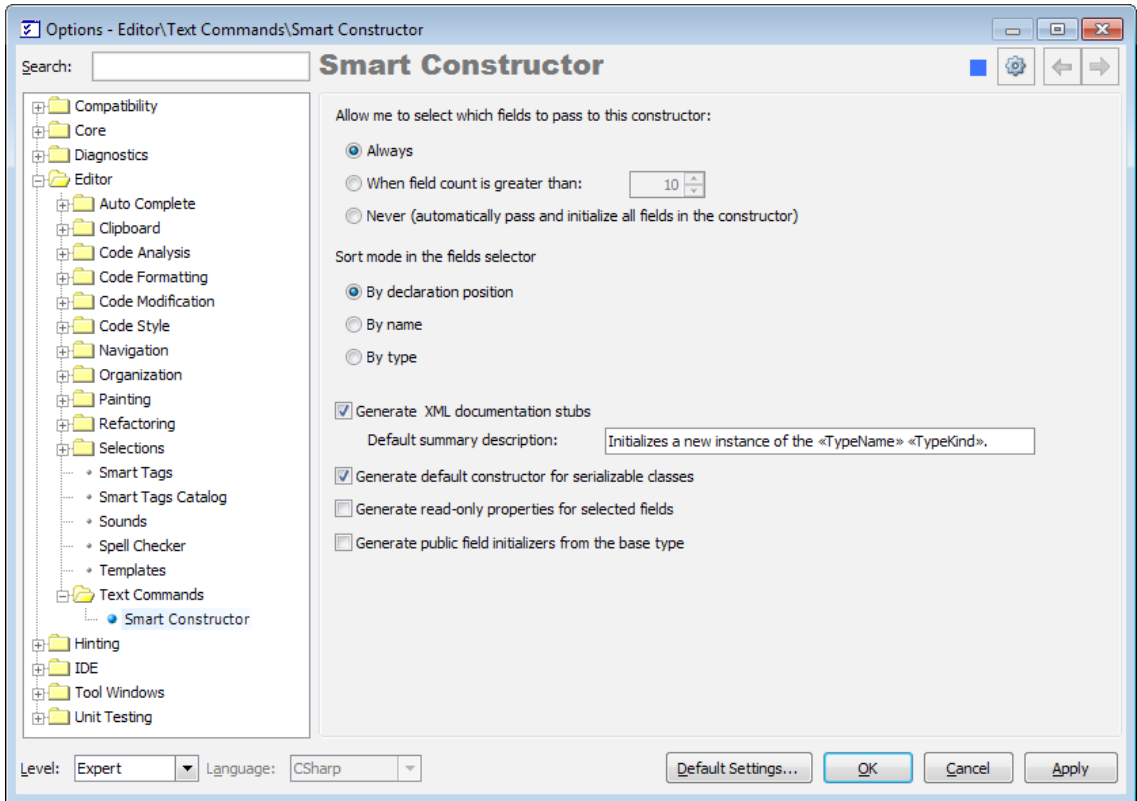 Options - Editor\Text Commands\Smart Constructor
Search:
Smart Constructor
Compatibility
Core
Diagnostics
Editor
Auto Complete
Clipboard
Code Analysis
Code Formatting
Code Modification
Code Style
Navigation
Organization
Painting
Refactoring
Selections
Smart Tags
Smart Tags Catalog
Sounds
Spell Checker
Templates
Text Commands
Smart Constructor
Hinting
IDE
Tool Windows
Unit Testing
Allow me to select which fields to pass to this constructor:
Always
When field count is greater than: 10
Never (automatically pass and initialize all fields in the constructor)
Sort mode in the fields selector
By declaration position
By name
By type
Generate  XML documentation stubs
Default summary description: Initializes a new instance of the «TypeName» «TypeKind».
Generate default constructor for serializable classes
Generate read-only properties for selected fields
Generate public field initializers from the base type
Level: Expert Language: CSharp Default Settings... OK Cancel Apply